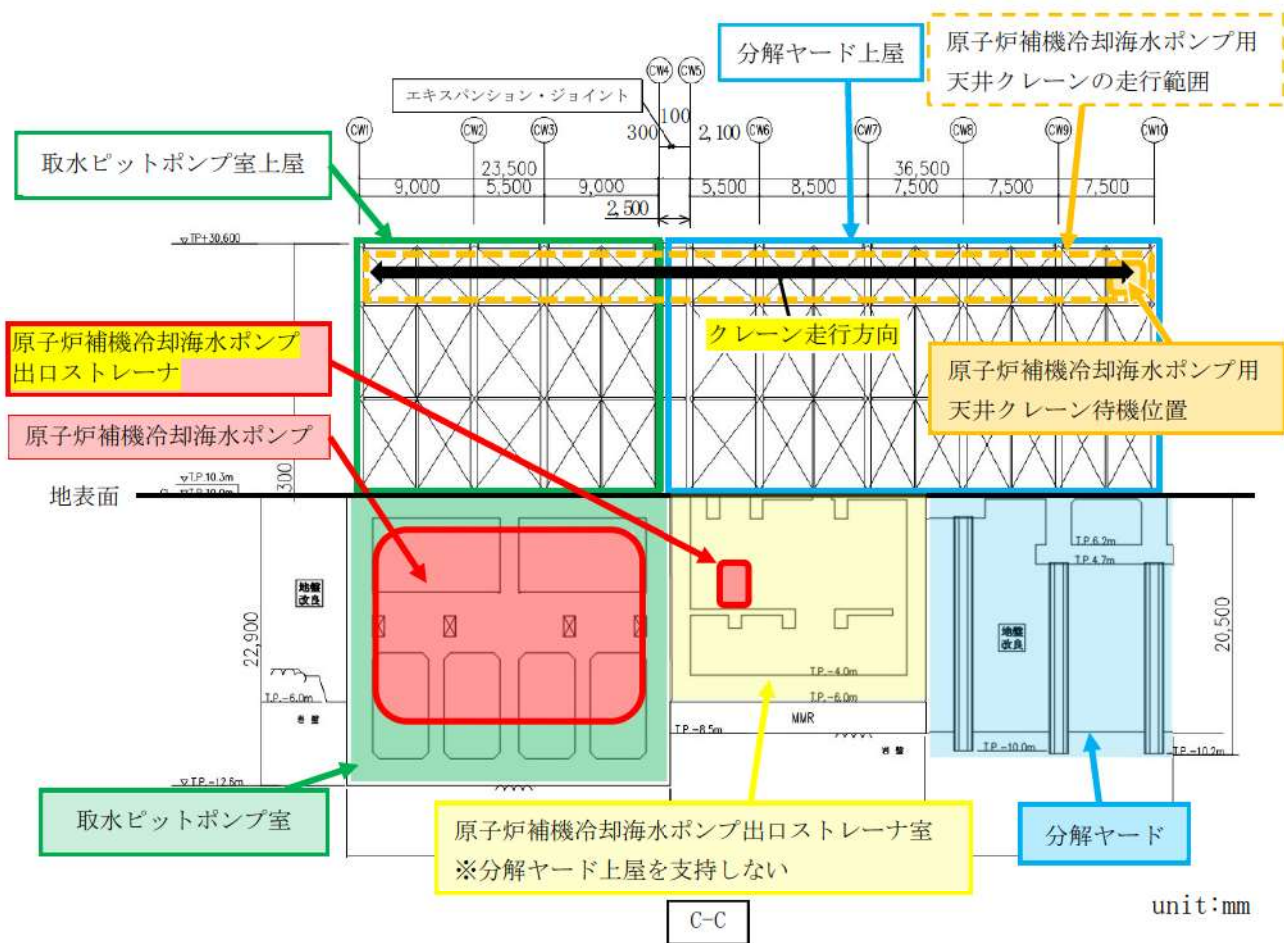 原子炉補機冷却海水ポンプ用
天井クレーンの走行範囲
分解ヤード上屋
エキスパンション・ジョイント
CW4
CW5
100
300
2,100
CW1
CW2
CW3
CW6
CW7
CW8
CW9
CW10
取水ピットポンプ室上屋
23,500
36,500
9,000
5,500
9,000
5,500
8,500
7,500
7,500
7,500
2,500
▽TP+30,600
クレーン走行方向
原子炉補機冷却海水ポンプ
出口ストレーナ
原子炉補機冷却海水ポンプ用
天井クレーン待機位置
原子炉補機冷却海水ポンプ
▽T.P.10.3m
300
地表面
T.P.6.2m
T.P.4.7m
地盤
改良
22,900
地盤
改良
20,500
T.P.-4.0m
T.P.-6.0m
T.P.-6.0m
岩盤
MMR
T.P.-8.5m
岩盤
T.P.-10.0m
T.P.-10.2m
▽T.P.-12.6m
取水ピットポンプ室
原子炉補機冷却海水ポンプ出口ストレーナ室
※分解ヤード上屋を支持しない
分解ヤード
C-C
unit:mm